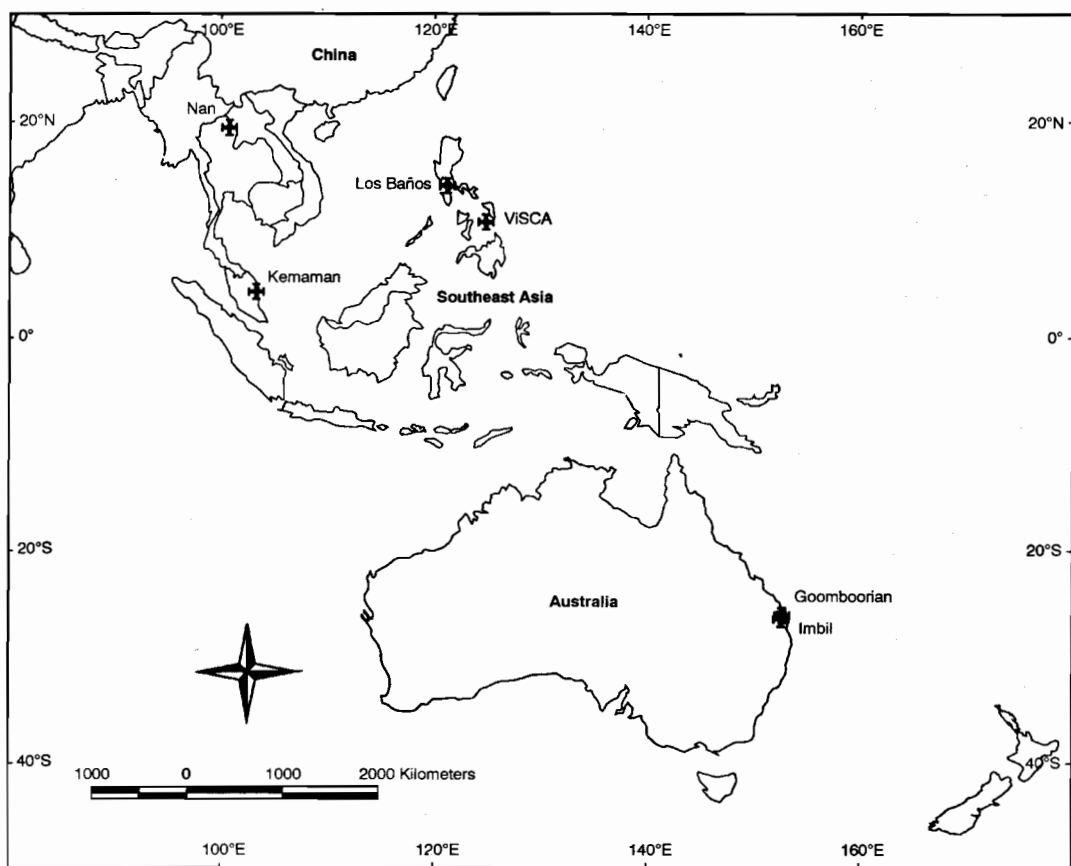 100°E 120°E 140°E 160°E
China
Nan
20°N 20°N
Los Baños
ViSCA
Kemaman
Southeast Asia
0° 0°
20°S 20°S
Goomboorian
Australia
Imbil
40°S 40°S
1000 0 1000 2000 Kilometers
100°E 120°E 140°E 160°E